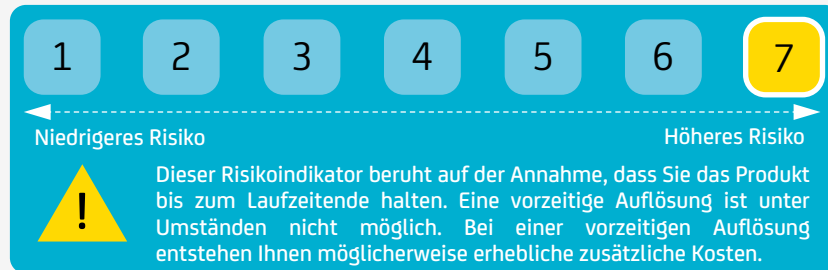 1 2 3 4 5 6 7
Niedrigeres Risiko Höheres Risiko
! Dieser Risikoindikator beruht auf der Annahme, dass Sie das Produkt
bis zum Laufzeitende halten. Eine vorzeitige Auflösung ist unter
Umständen nicht möglich. Bei einer vorzeitigen Auflösung
entstehen Ihnen möglicherweise erhebliche zusätzliche Kosten.